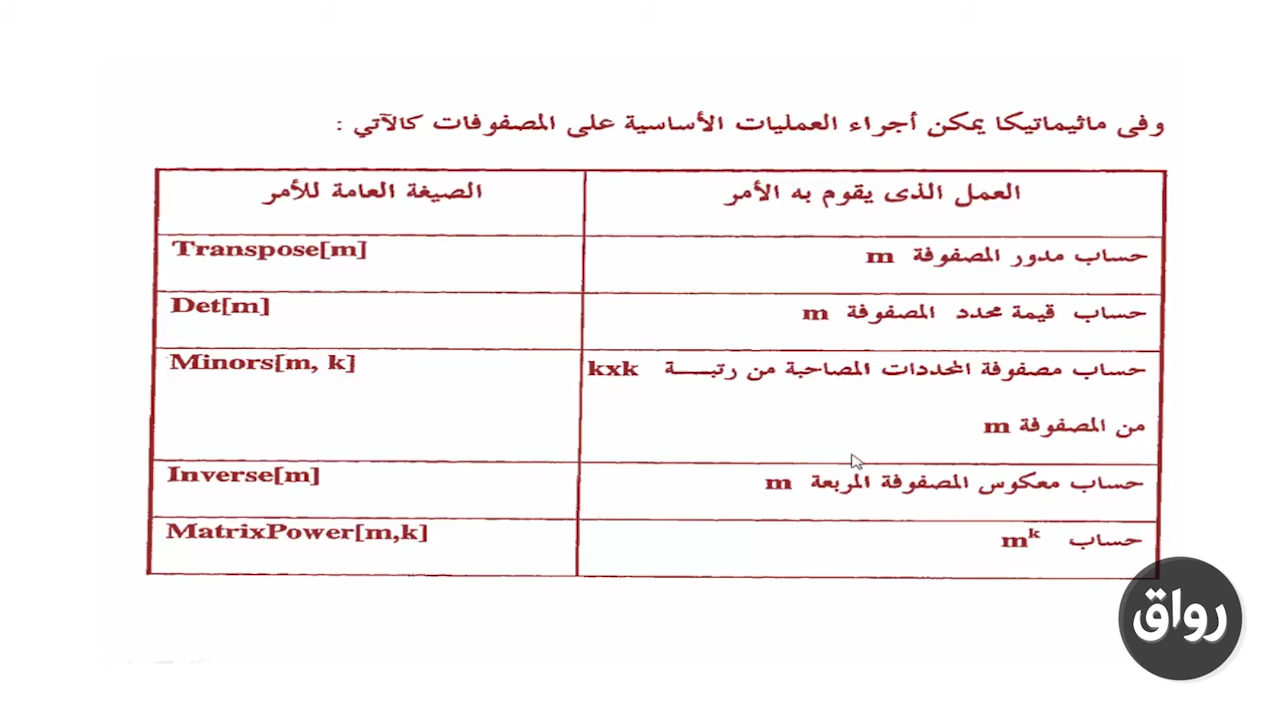 وفى ماثيماتيكا يمكن أجراء العمليات الأساسية على المصفوفات كالآتي :
العمل الذى يقوم به الأمر
الصيغة العامة للأمر
حساب مدور المصفوفة m
Transpose[m]
حساب قيمة محدد المصفوفة m
Det[m]
حساب مصفوفة المحددات المصاحبة من رتبـــة kxk
من المصفوفة m
Minors[m, k]
حساب معكوس المصفوفة المربعة m
Inverse[m]
حساب mᵏ
MatrixPower[m,k]
رواق